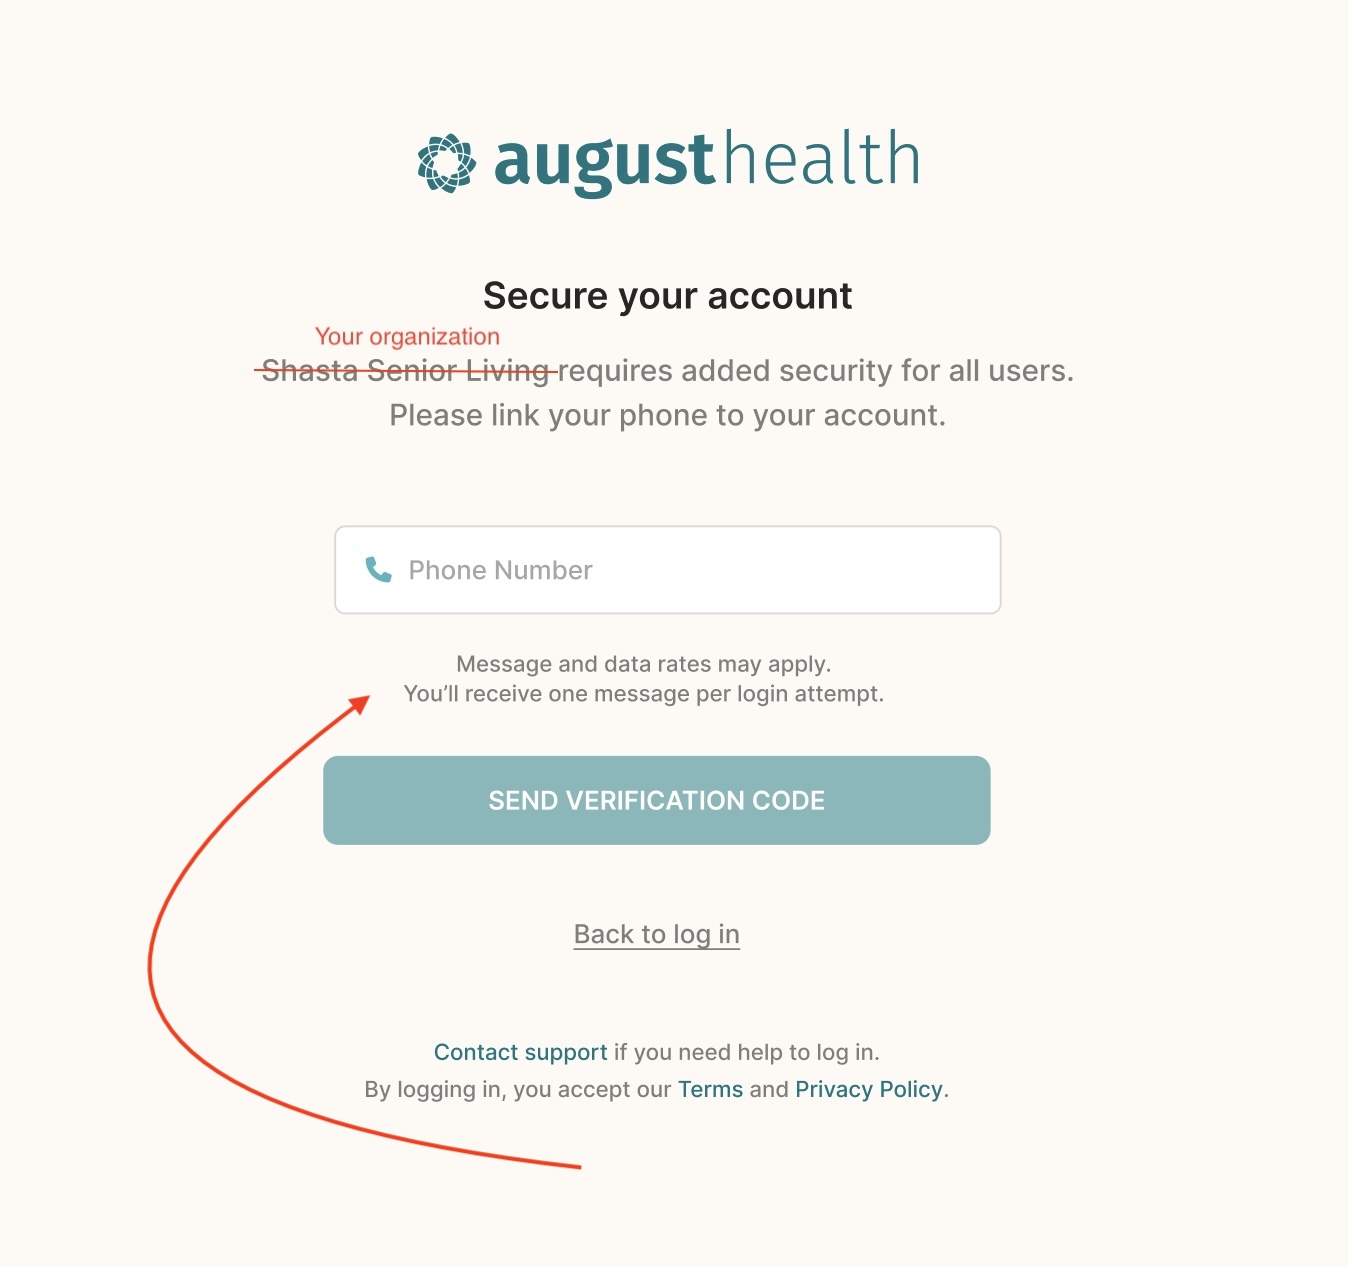 augusthealth
Secure your account
Your organization
Shasta Senior Living requires added security for all users.
Please link your phone to your account.
Phone Number
Message and data rates may apply.
You’ll receive one message per login attempt.
SEND VERIFICATION CODE
Back to log in
Contact support if you need help to log in.
By logging in, you accept our Terms and Privacy Policy.